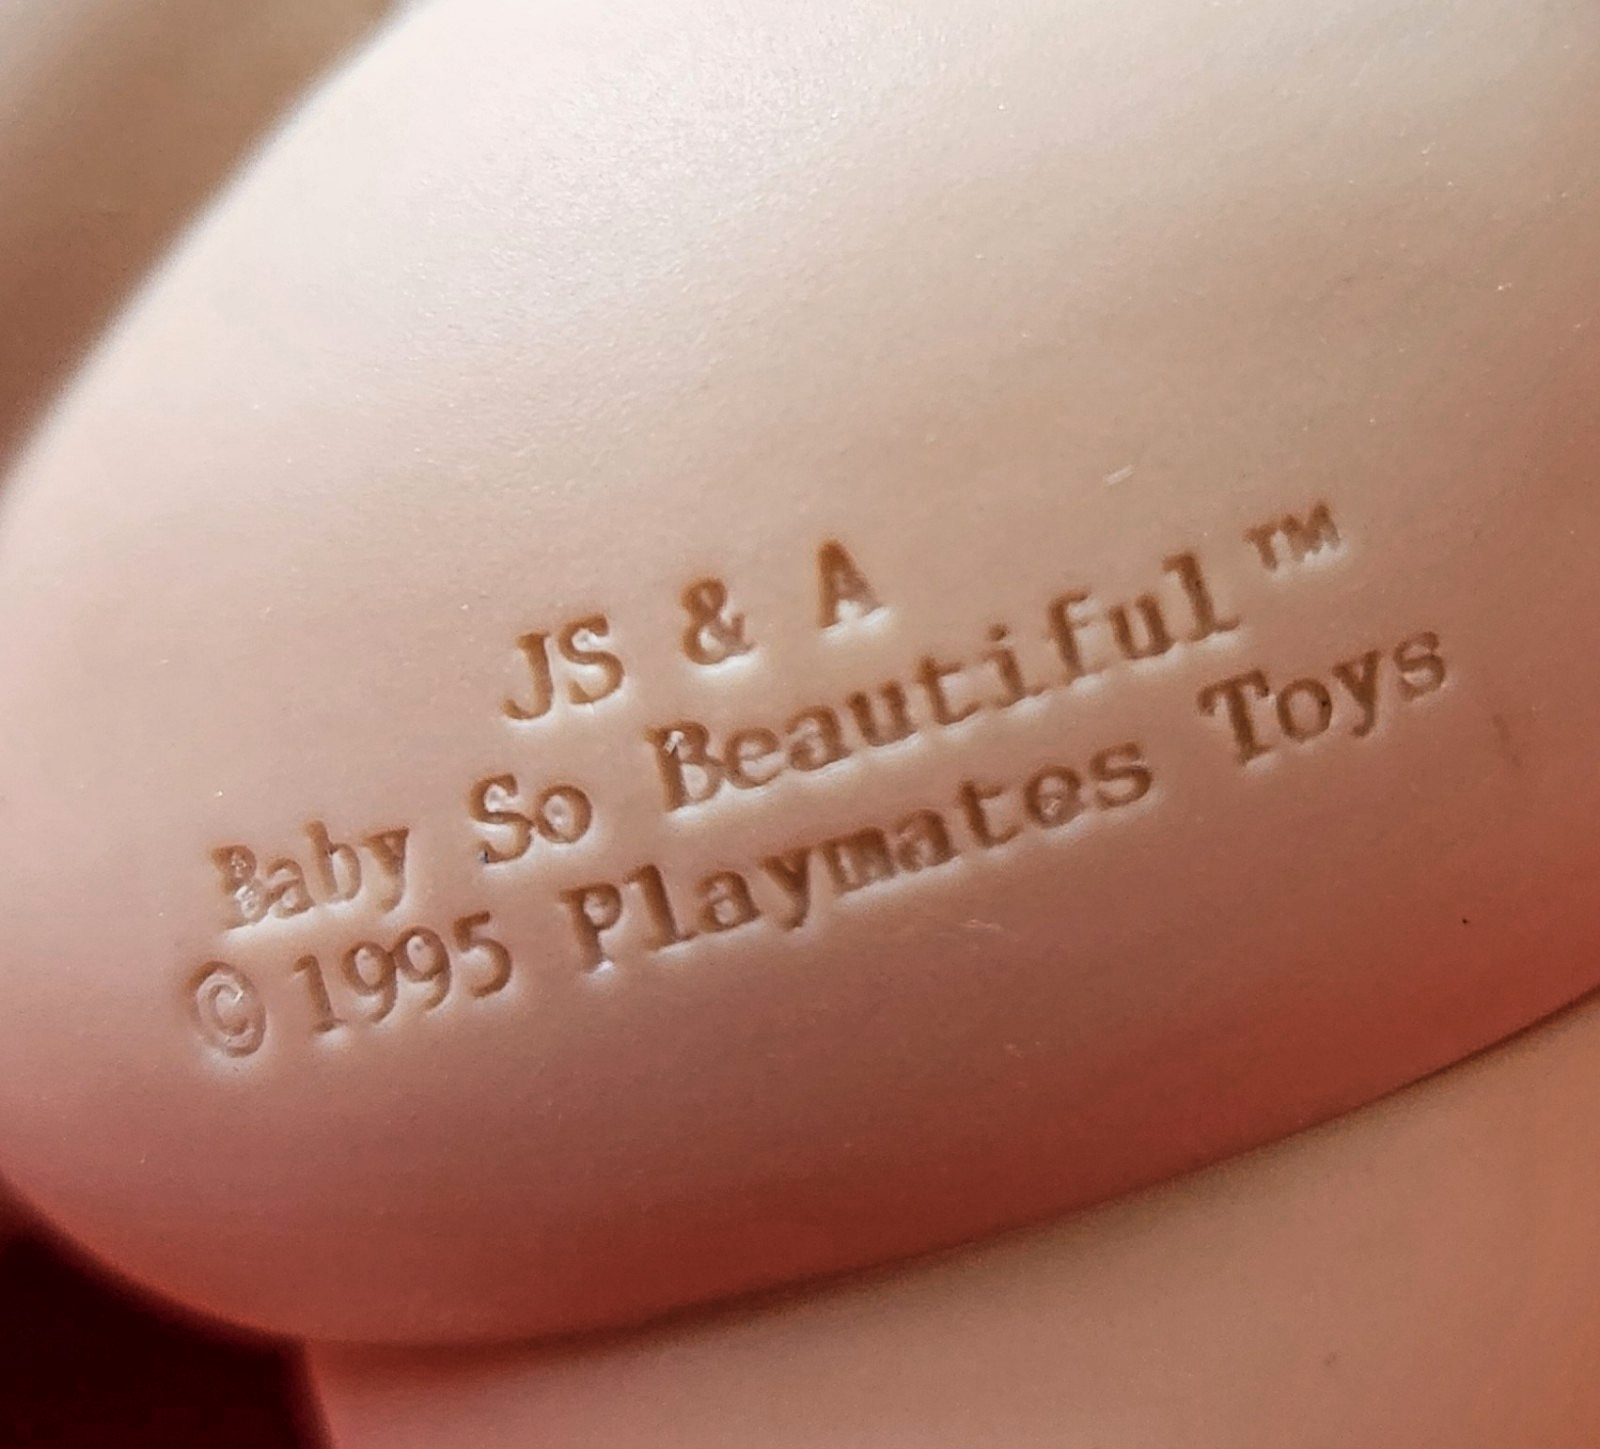 JS & A
Baby So Beautiful™
© 1995 Playmates Toys